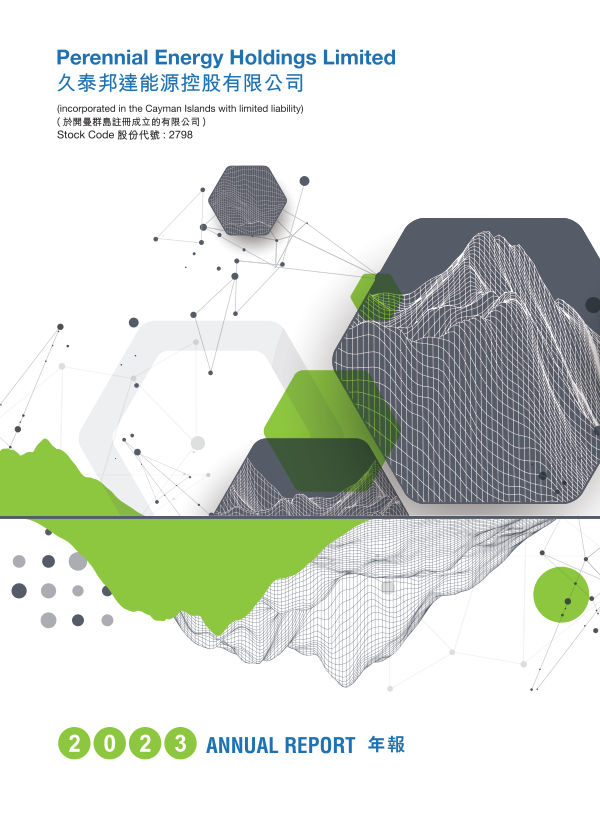 Perennial Energy Holdings Limited
久泰邦達能源控股有限公司
(incorporated in the Cayman Islands with limited liability)
(於開曼群島註冊成立的有限公司)
Stock Code 股份代號 : 2798
2023 ANNUAL REPORT 年報